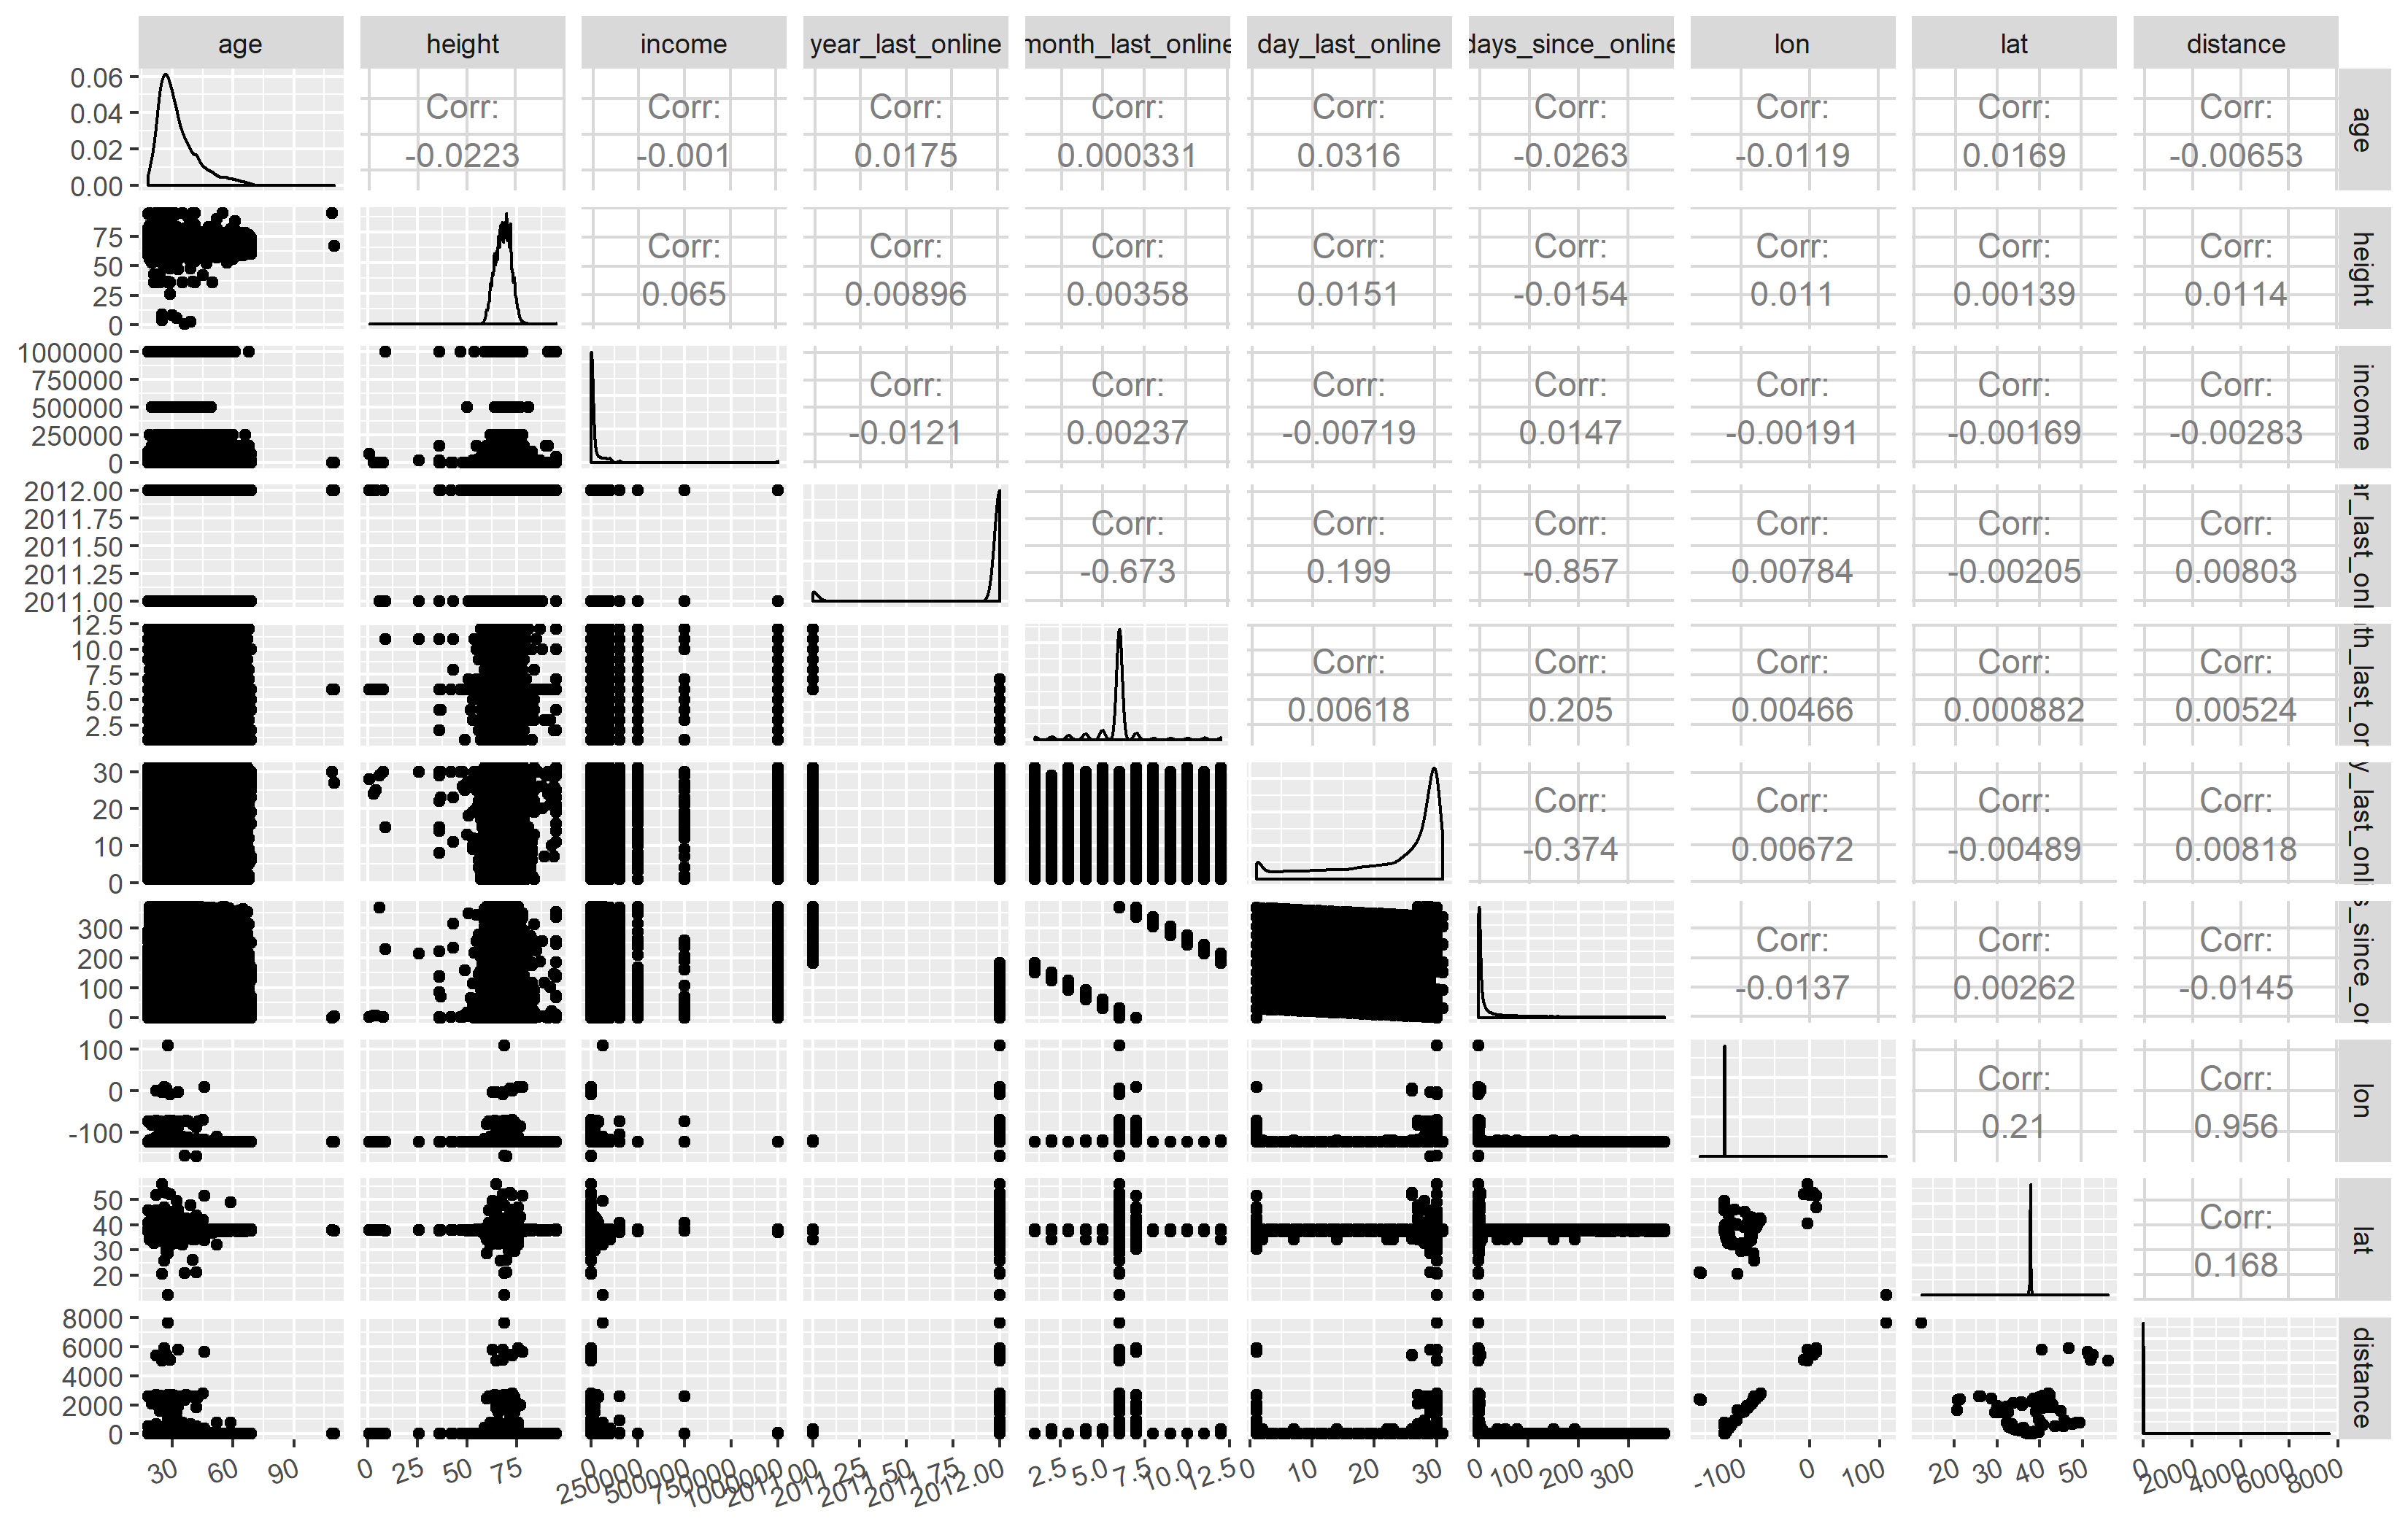 age height income year_last_online month_last_online day_last_online days_since_online lon lat distance
0.06
0.04
0.02
0.00
Corr: Corr: Corr: Corr: Corr: Corr: Corr: Corr: Corr:
-0.0223 -0.001 0.0175 0.000331 0.0316 -0.0263 -0.0119 0.0169 -0.00653
age
75
50
25
0
Corr: Corr: Corr: Corr: Corr: Corr: Corr: Corr:
0.065 0.00896 0.00358 0.0151 -0.0154 0.011 0.00139 0.0114
height
1000000
750000
500000
250000
0
Corr: Corr: Corr: Corr: Corr: Corr: Corr:
-0.0121 0.00237 -0.00719 0.0147 -0.00191 -0.00169 -0.00283
income
2012.00
2011.75
2011.50
2011.25
2011.00
Corr: Corr: Corr: Corr: Corr: Corr:
-0.673 0.199 -0.857 0.00784 -0.00205 0.00803
ar_last_onl
12.5
10.0
7.5
5.0
2.5
Corr: Corr: Corr: Corr: Corr:
0.00618 0.205 0.00466 0.000882 0.00524
th_last_or
30
20
10
0
Corr: Corr: Corr: Corr:
-0.374 0.00672 -0.00489 0.00818
y_last_onl
300
200
100
0
Corr: Corr: Corr:
-0.0137 0.00262 -0.0145
s_since_or
100
0
-100
Corr: Corr:
0.21 0.956
lon
50
40
30
20
Corr:
0.168
lat
8000
6000
4000
2000
0
distance
30 60 90 0 25 50 75 0 250000 500000 750000 1000000 2011.00 2011.25 2011.50 2011.75 2012.00 2.5 5.0 7.5 10.0 12.5 0 10 20 30 0 100 200 300 -100 0 100 20 30 40 50 0 2000 4000 6000 8000